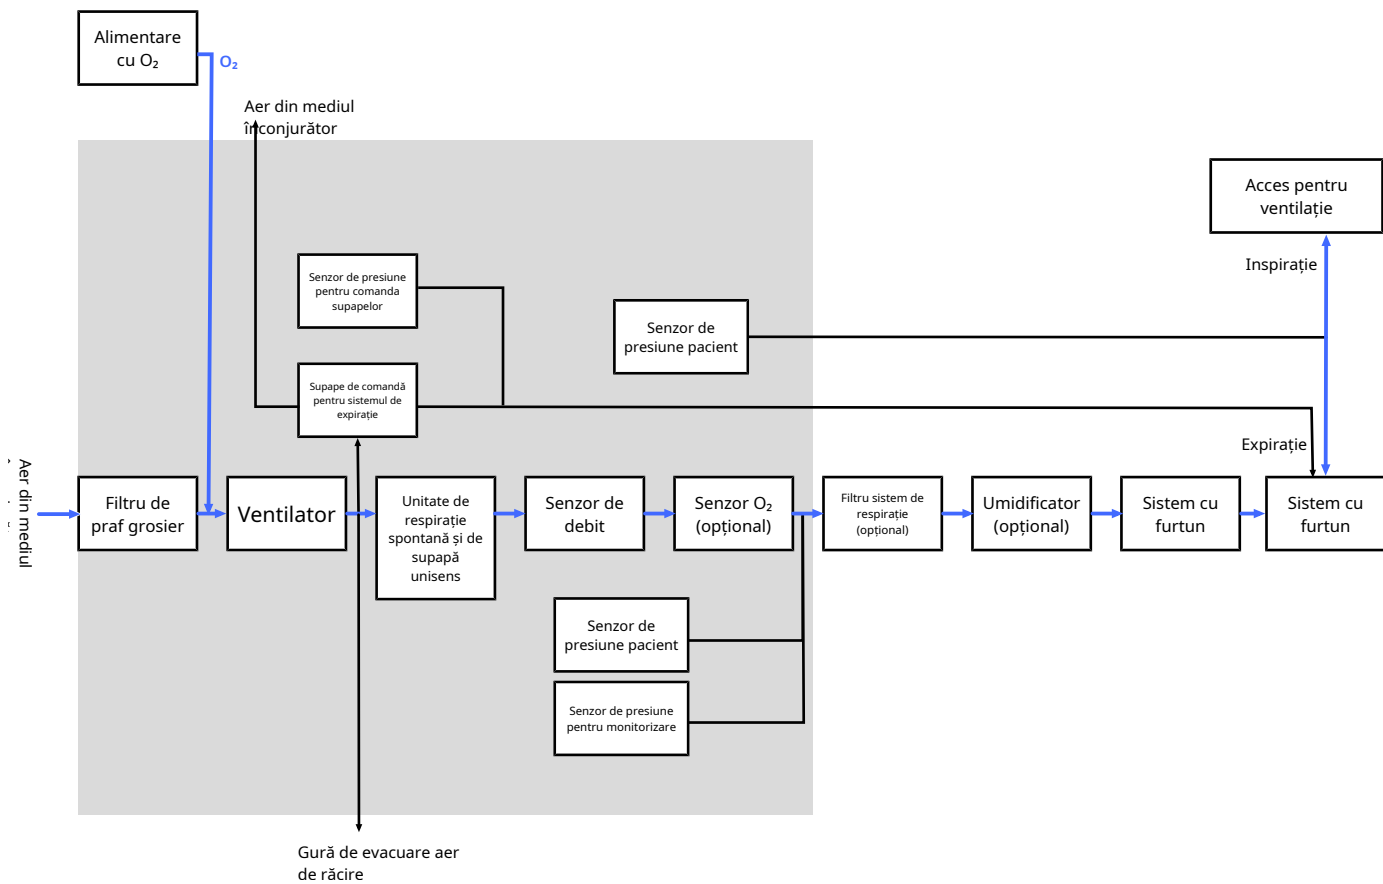 Alimentare
cu O₂
O₂
Aer din mediul
înconjurător
Acces pentru
ventilație
Inspirație
Senzor de presiune
pentru comanda
supapelor
Senzor de
presiune pacient
Supape de comandă
pentru sistemul de
expirație
Expirație
Aer din mediul
Filtru de
praf grosier
Ventilator
Unitate de
respirație
spontană și de
supapă
unisens
Senzor de
debit
Senzor O₂
(opțional)
Filtru sistem de
respirație
(opțional)
Umidificator
(opțional)
Sistem cu
furtun
Sistem cu
furtun
Senzor de
presiune pacient
Senzor de presiune
pentru monitorizare
Gură de evacuare aer
de răcire